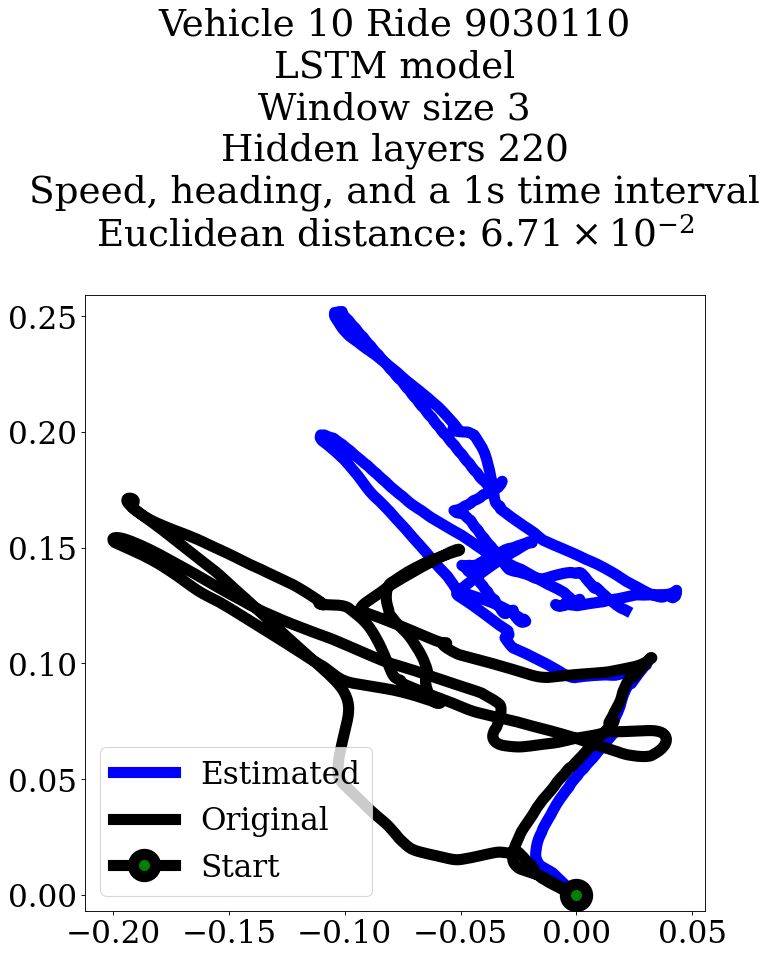 Vehicle 10 Ride 9030110
LSTM model
Window size 3
Hidden layers 220
Speed, heading, and a 1s time interval
Euclidean distance: 6.71 × 10⁻²
0.25
0.20
0.15
0.10
0.05
0.00
Estimated
Original
Start
−0.20 −0.15 −0.10 −0.05 0.00 0.05